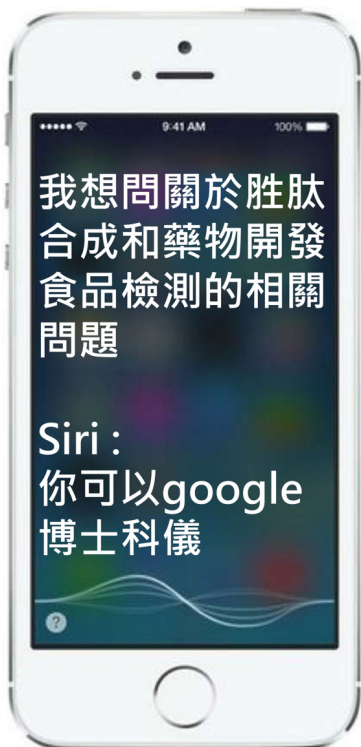 ●●●●● 9:41 AM 100%
我想問關於胜肽
合成和藥物開發
食品檢測的相關
問題
Siri :
你可以google
博士科儀
?